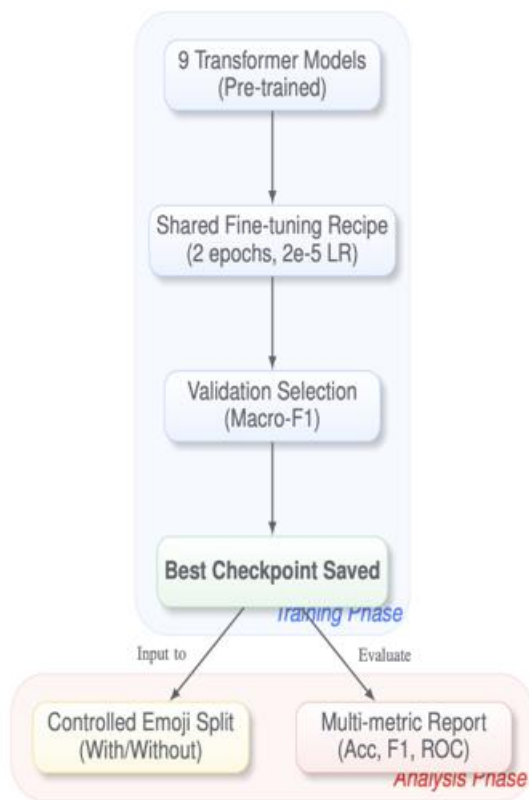 9 Transformer Models
(Pre-trained)
Shared Fine-tuning Recipe
(2 epochs, 2e-5 LR)
Validation Selection
(Macro-F1)
Best Checkpoint Saved
Training Phase
Input to
Evaluate
Controlled Emoji Split
(With/Without)
Multi-metric Report
(Acc, F1, ROC)
Analysis Phase